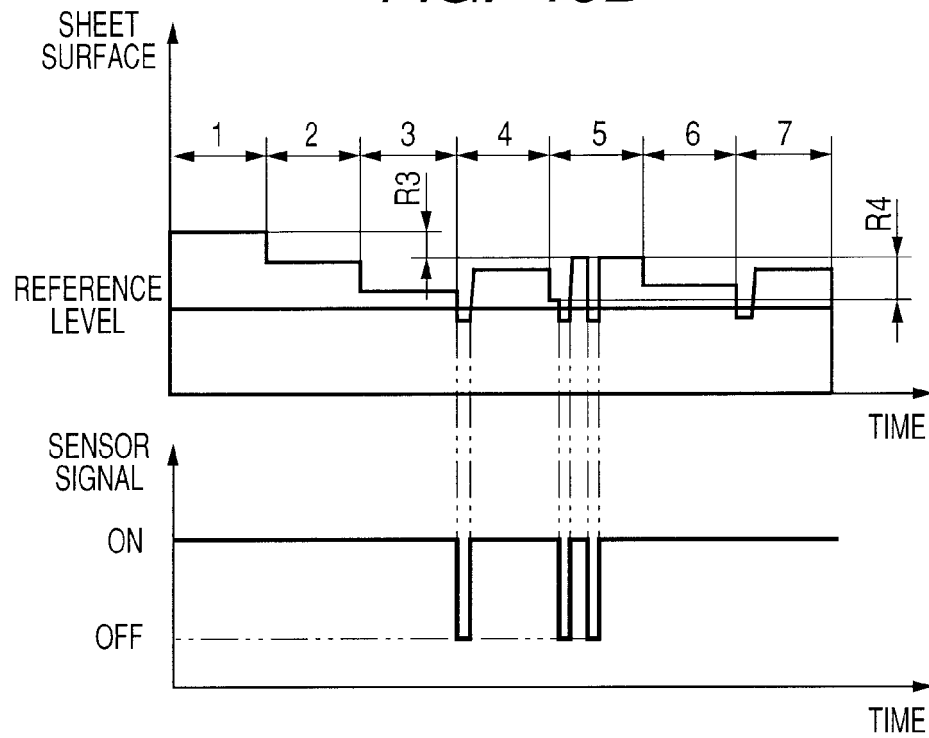 SHEET
SURFACE
1 2 3 4 5 6 7
R3
R4
REFERENCE
LEVEL
TIME
SENSOR
SIGNAL
ON
OFF
TIME